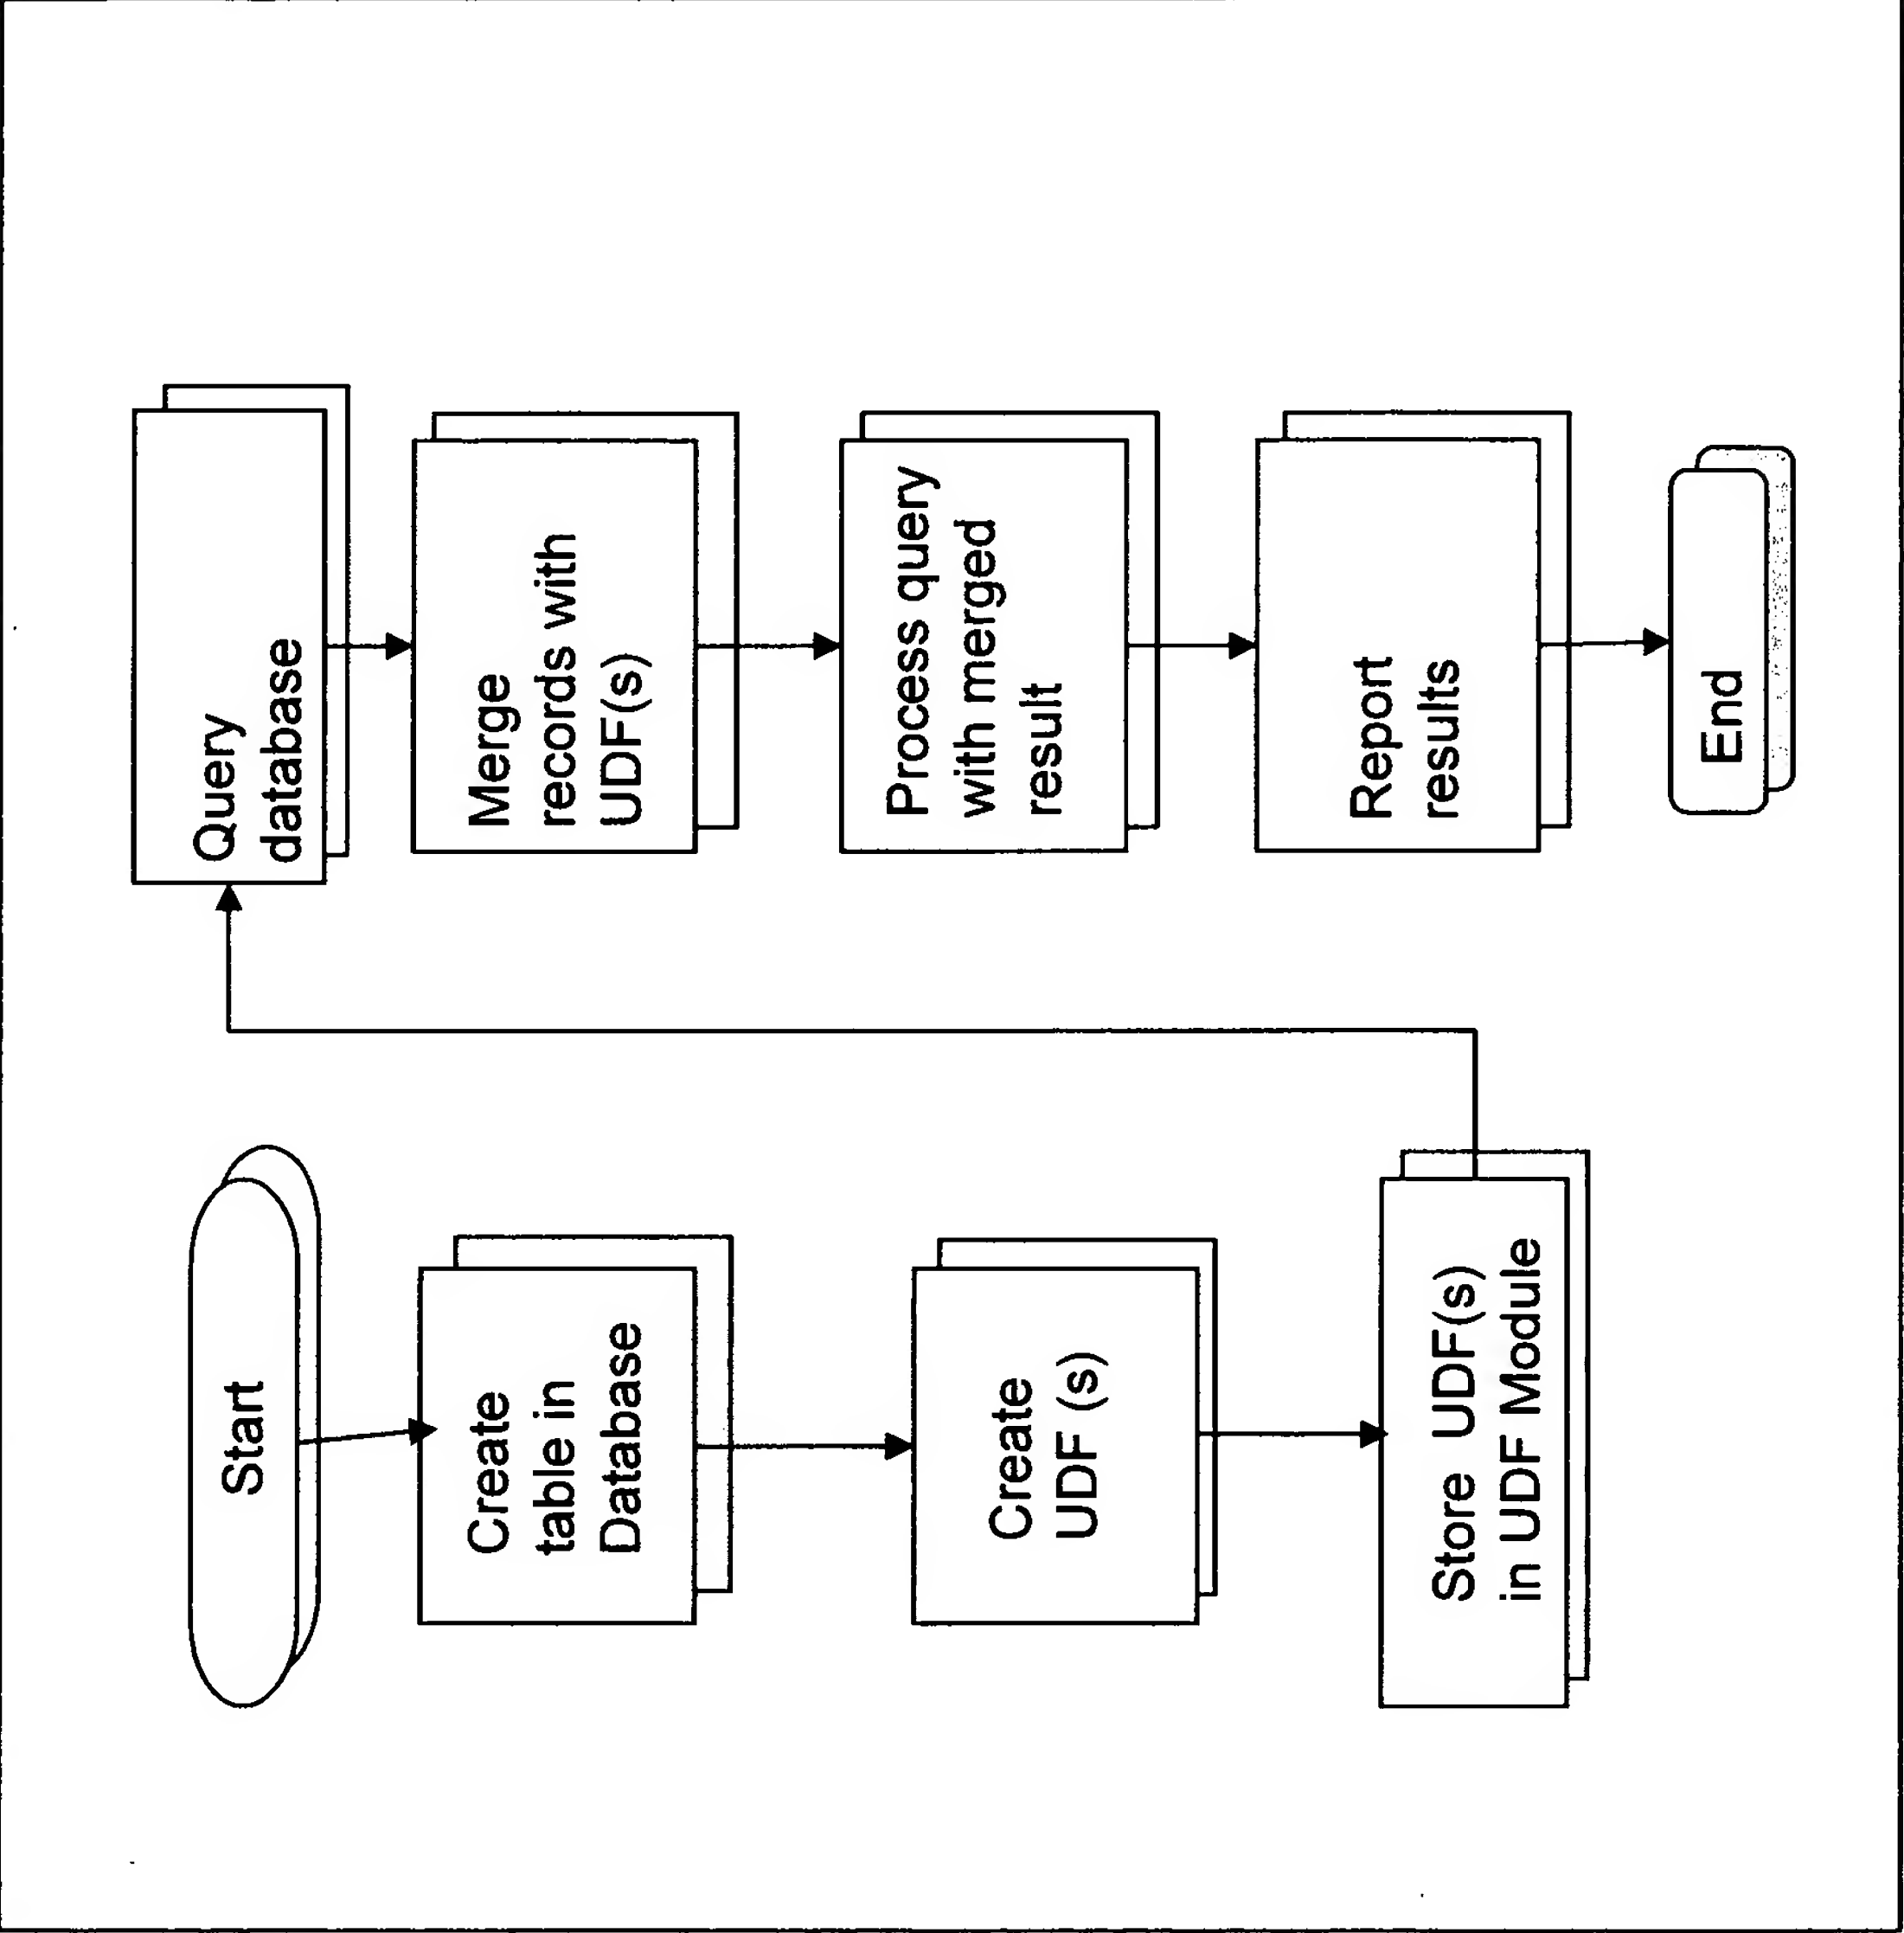 Start
Create
table in
Database
Create
UDF (s)
Store UDF(s)
in UDF Module
Query
database
Merge
records with
UDF(s)
Process query
with merged
result
Report
results
End